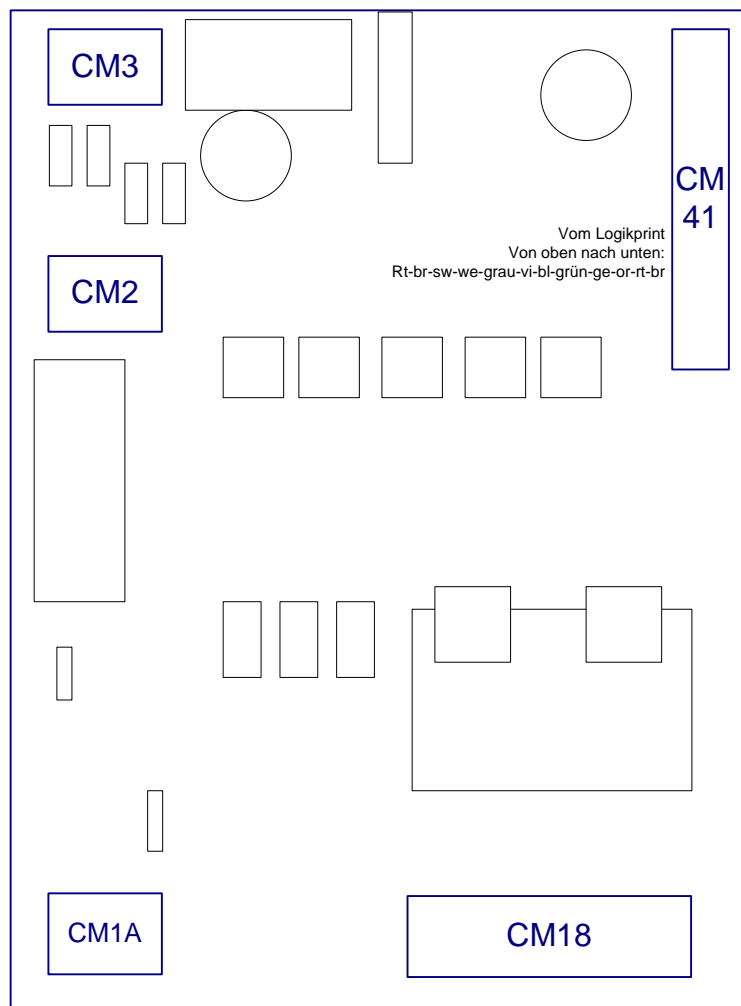 CM3
CM
41
Vom Logikprint
Von oben nach unten:
Rt-br-sw-we-grau-vi-bl-grün-ge-or-rt-br
CM2
CM1A
CM18